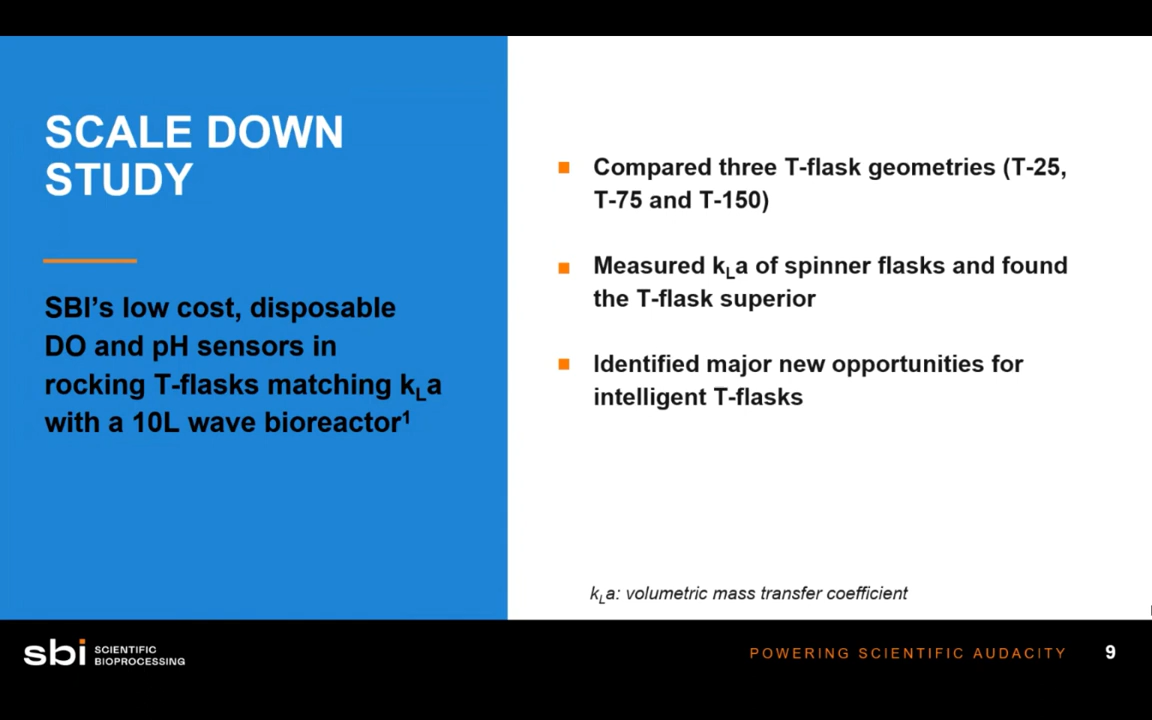 SCALE DOWN
STUDY
SBI’s low cost, disposable
DO and pH sensors in
rocking T-flasks matching kLa
with a 10L wave bioreactor¹
■ Compared three T-flask geometries (T-25,
T-75 and T-150)
■ Measured kLa of spinner flasks and found
the T-flask superior
■ Identified major new opportunities for
intelligent T-flasks
kLa: volumetric mass transfer coefficient
sbi SCIENTIFIC
BIOPROCESSING
POWERING SCIENTIFIC AUDACITY 9